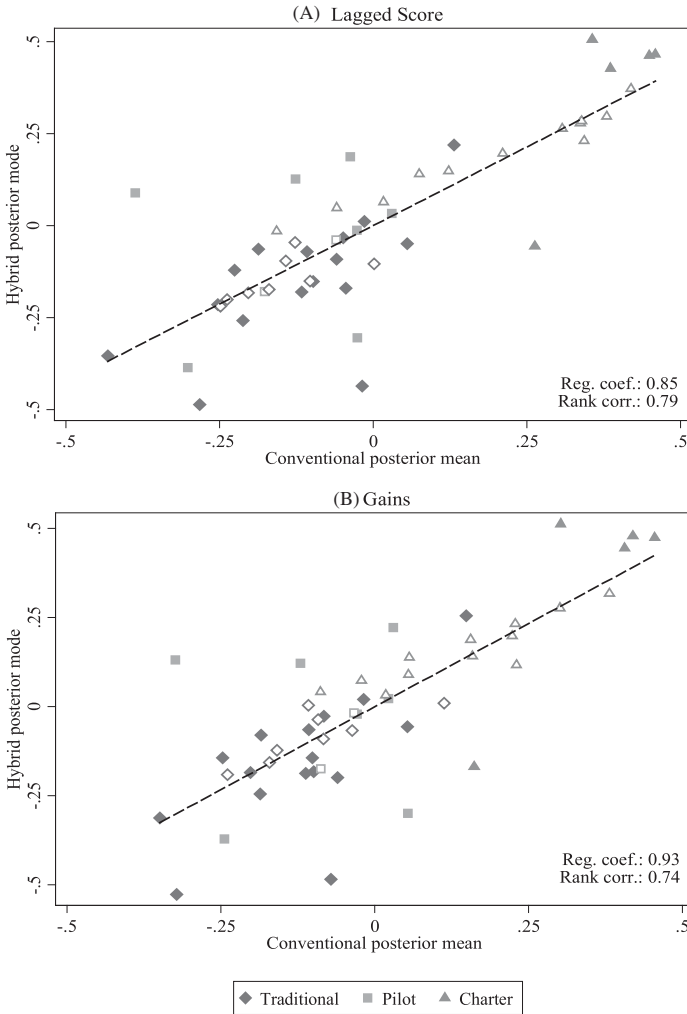 (A) Lagged Score
.5
.25
0
-.25
-.5
Hybrid posterior mode
Reg. coef.: 0.85
Rank corr.: 0.79
-.5 -.25 0 .25 .5
Conventional posterior mean
(B) Gains
.5
.25
0
-.25
-.5
Hybrid posterior mode
Reg. coef.: 0.93
Rank corr.: 0.74
-.5 -.25 0 .25 .5
Conventional posterior mean
Traditional Pilot Charter